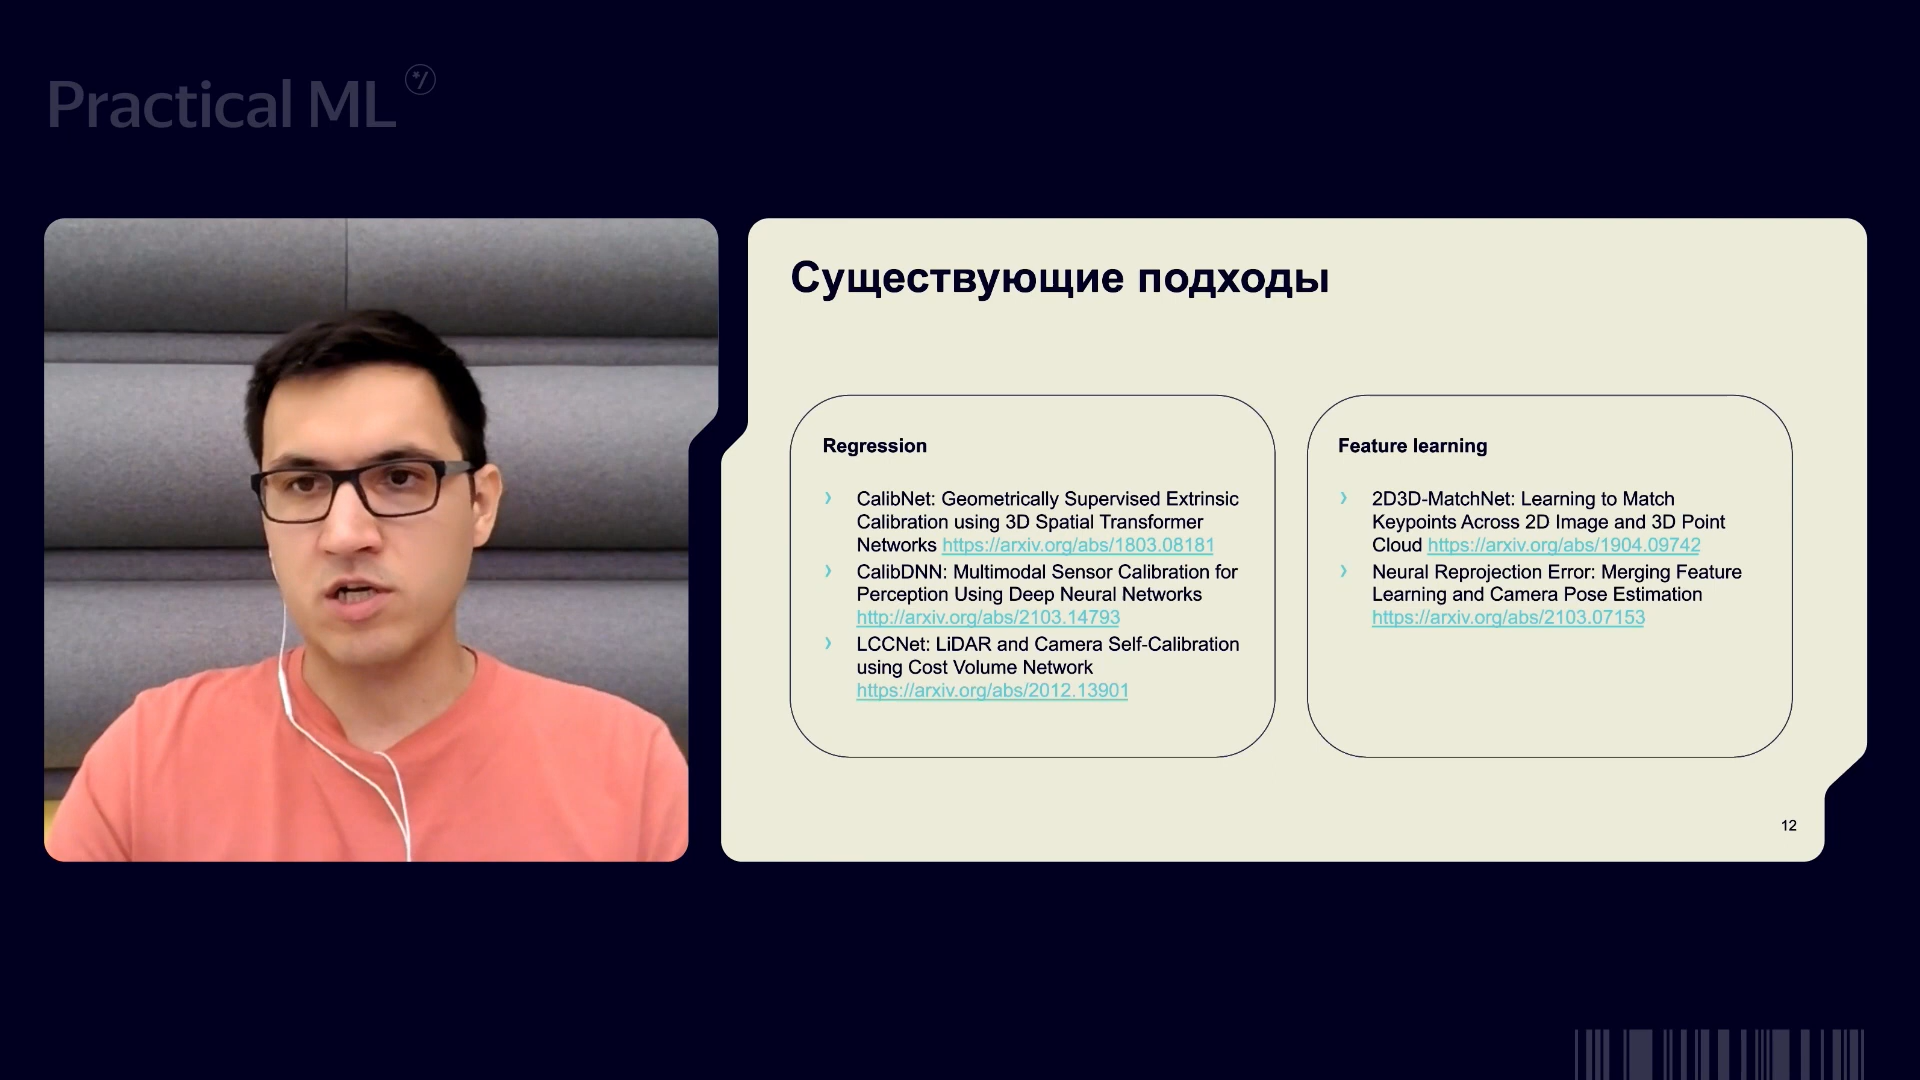 Practical ML
Существующие подходы
Regression
CalibNet: Geometrically Supervised Extrinsic
Calibration using 3D Spatial Transformer
Networks https://arxiv.org/abs/1803.08181
CalibDNN: Multimodal Sensor Calibration for
Perception Using Deep Neural Networks
http://arxiv.org/abs/2103.14793
LCCNet: LiDAR and Camera Self-Calibration
using Cost Volume Network
https://arxiv.org/abs/2012.13901
Feature learning
2D3D-MatchNet: Learning to Match
Keypoints Across 2D Image and 3D Point
Cloud https://arxiv.org/abs/1904.09742
Neural Reprojection Error: Merging Feature
Learning and Camera Pose Estimation
https://arxiv.org/abs/2103.07153
12